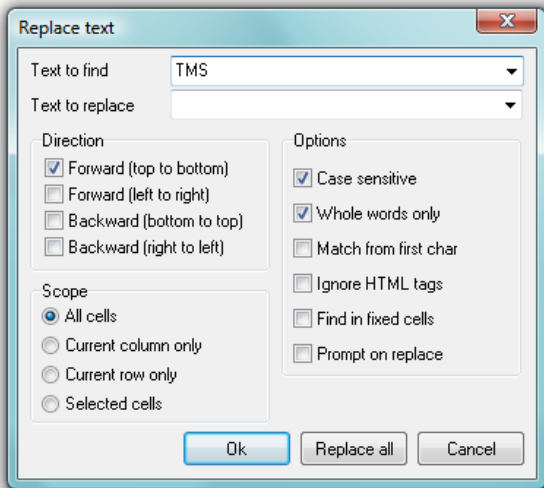 Replace text
Text to find TMS
Text to replace
Direction
Forward (top to bottom)
Forward (left to right)
Backward (bottom to top)
Backward (right to left)
Options
Case sensitive
Whole words only
Match from first char
Ignore HTML tags
Find in fixed cells
Prompt on replace
Scope
All cells
Current column only
Current row only
Selected cells
Ok Replace all Cancel